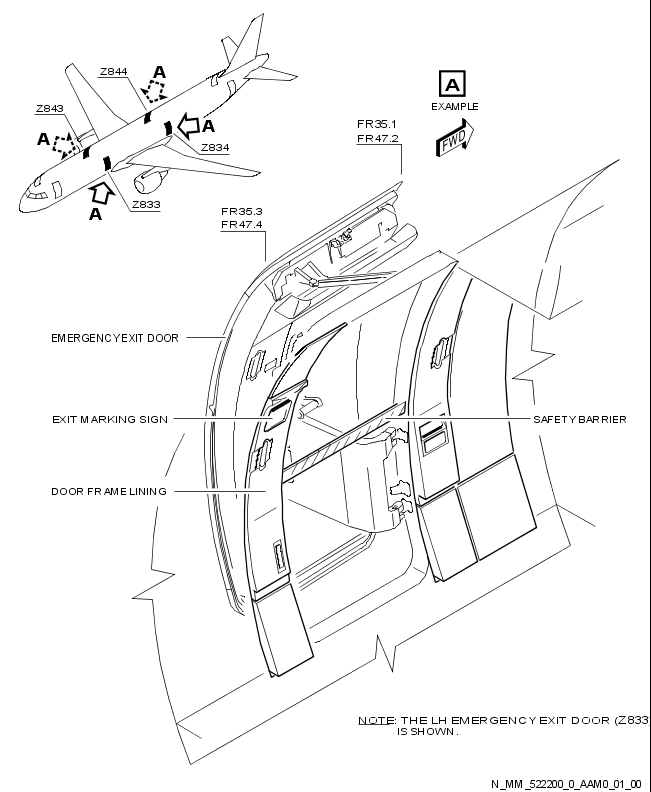 Z844
A
Z843
A
A
Z834
Z833
A
A
EXAMPLE
FR35.1
FR47.2
FWD
FR35.3
FR47.4
EMERGENCY EXIT DOOR
EXIT MARKING SIGN
SAFETY BARRIER
DOOR FRAME LINING
NOTE: THE LH EMERGENCY EXIT DOOR (Z833
IS SHOWN.
N_MM_522200_0_AAM0_01_00